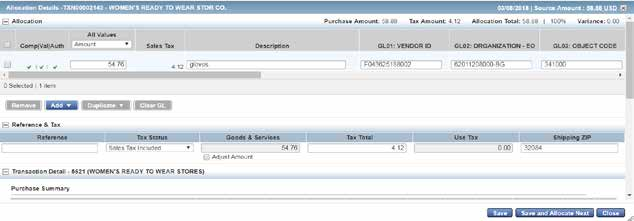 Allocation Details - TXN00002143 - WOMEN'S READY TO WEAR STOR CO. 03/08/2018 | Source Amount : 58.88 USD
Allocation Purchase Amount: 58.88 Tax Amount: 4.12 Allocation Total: 58.88 | 100% Variance: 0.00
All Values
Comp|Val|Auth Amount Sales Tax Description GL01: VENDOR ID GL02: ORGANIZATION - EO GL03: OBJECT CODE
54.76 4.12 gloves F043625188002 62011208000-BG 341000
0 Selected | 1 item
Remove Add Duplicate Clear GL
Reference & Tax
Reference Tax Status Goods & Services Tax Total Use Tax Shipping ZIP
Sales Tax Included 54.76 4.12 0.00 32084
Adjust Amount
Transaction Detail - 5621 (WOMEN'S READY TO WEAR STORES)
Purchase Summary
Save Save and Allocate Next Close